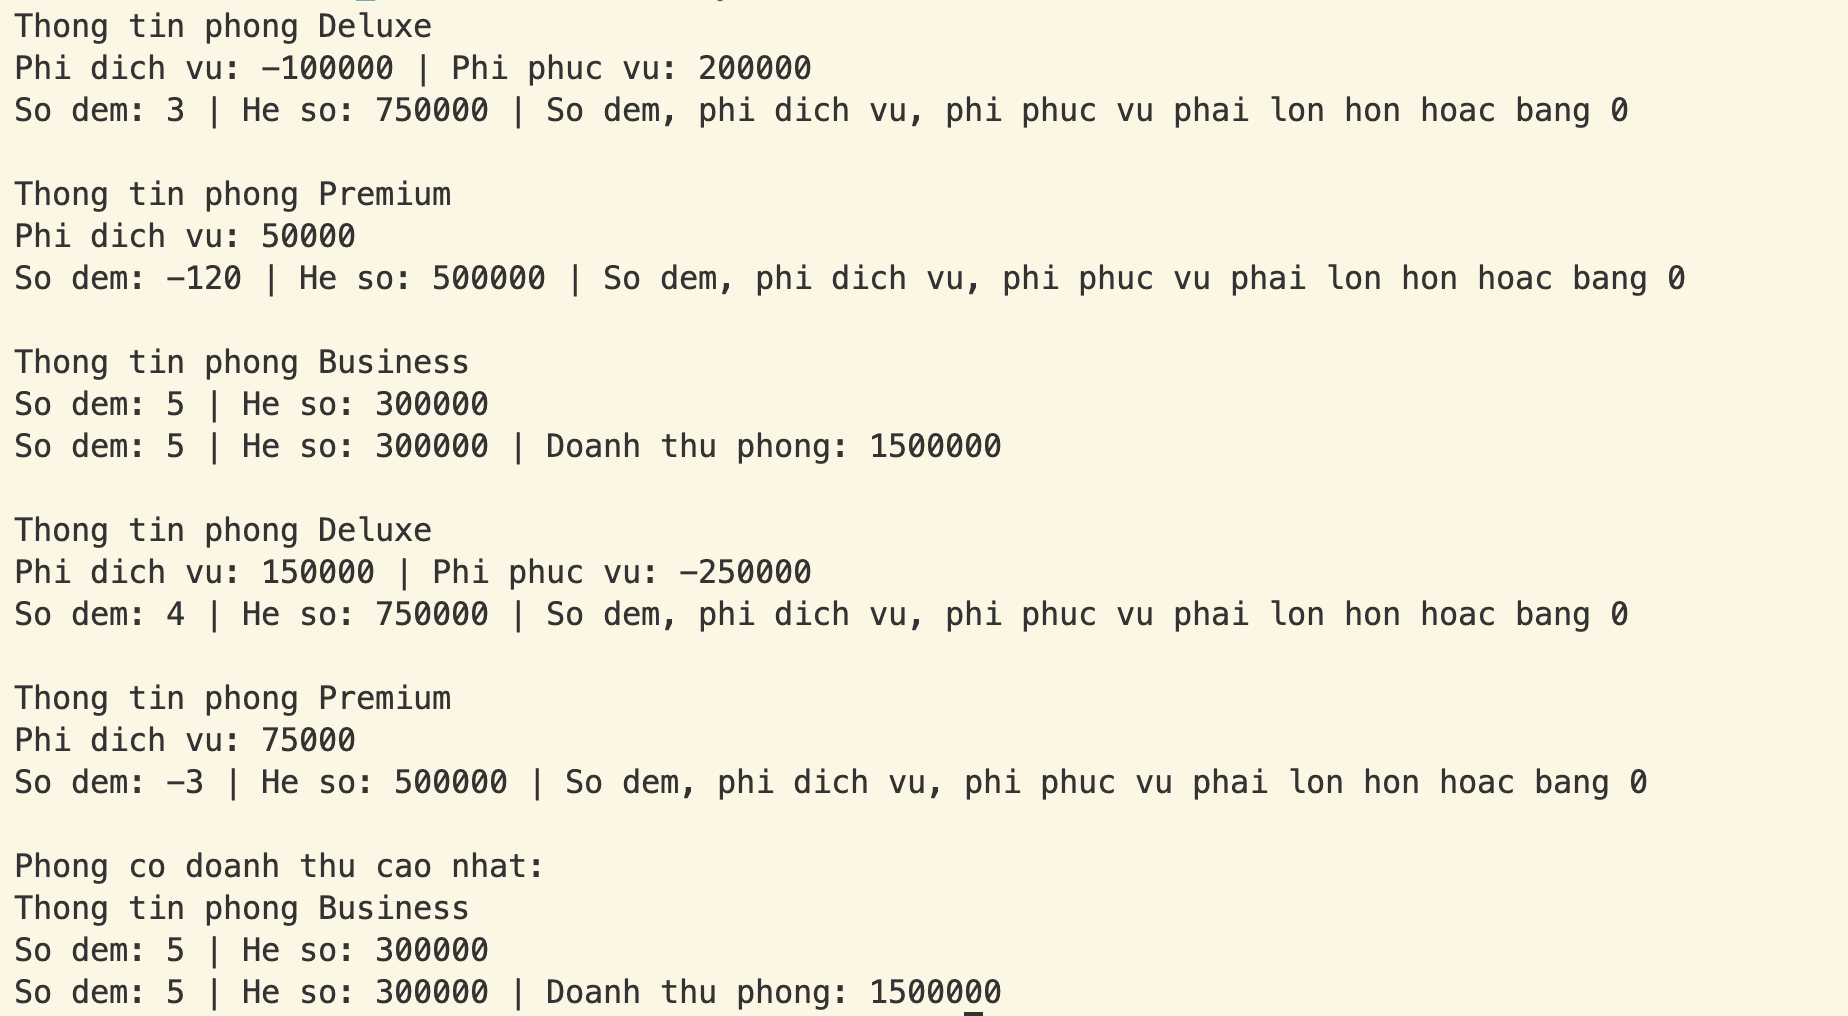 Thong tin phong Deluxe
Phi dich vu: -100000 | Phi phuc vu: 200000
So dem: 3 | He so: 750000 | So dem, phi dich vu, phi phuc vu phai lon hon hoac bang 0
Thong tin phong Premium
Phi dich vu: 50000
So dem: -120 | He so: 500000 | So dem, phi dich vu, phi phuc vu phai lon hon hoac bang 0
Thong tin phong Business
So dem: 5 | He so: 300000
So dem: 5 | He so: 300000 | Doanh thu phong: 1500000
Thong tin phong Deluxe
Phi dich vu: 150000 | Phi phuc vu: -250000
So dem: 4 | He so: 750000 | So dem, phi dich vu, phi phuc vu phai lon hon hoac bang 0
Thong tin phong Premium
Phi dich vu: 75000
So dem: -3 | He so: 500000 | So dem, phi dich vu, phi phuc vu phai lon hon hoac bang 0
Phong co doanh thu cao nhat:
Thong tin phong Business
So dem: 5 | He so: 300000
So dem: 5 | He so: 300000 | Doanh thu phong: 1500000